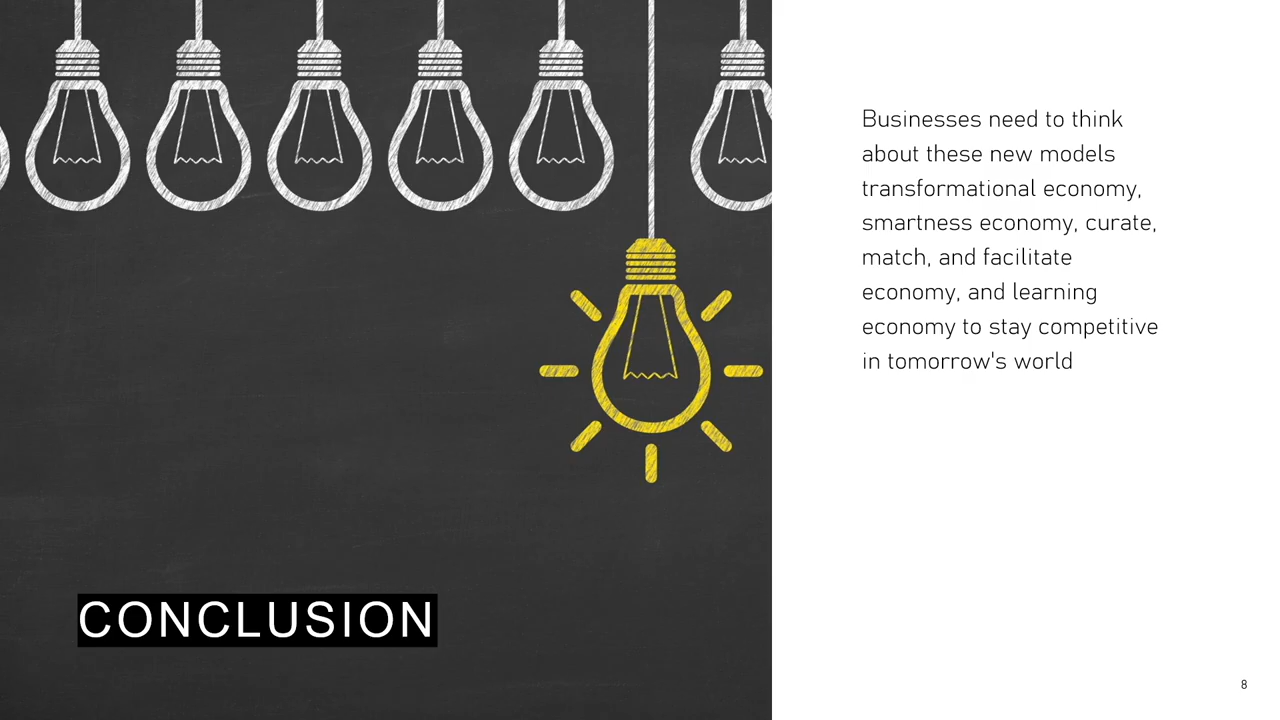 Businesses need to think
about these new models
transformational economy,
smartness economy, curate,
match, and facilitate
economy, and learning
economy to stay competitive
in tomorrow's world
CONCLUSION
8